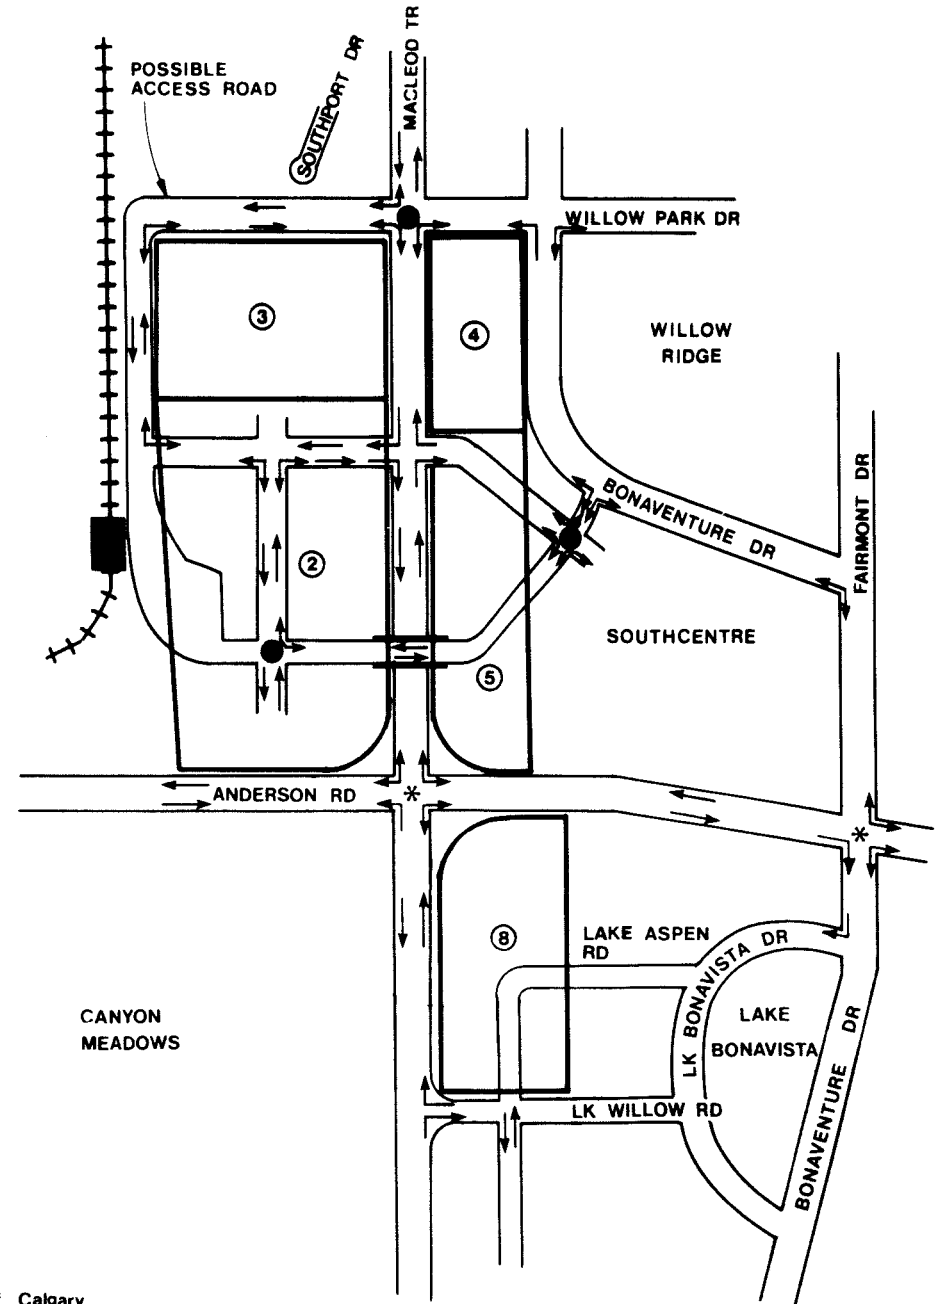 MACLEOD TR
SOUTHPORT DR
POSSIBLE
ACCESS ROAD
WILLOW PARK DR
3
4
WILLOW
RIDGE
FAIRMONT DR
BONAVENTURE DR
2
SOUTHCENTRE
5
ANDERSON RD
*
*
8
LAKE ASPEN
RD
LK BONAVISTA DR
CANYON
MEADOWS
LAKE
BONAVISTA
BONAVENTURE DR
LK WILLOW RD
Calgary